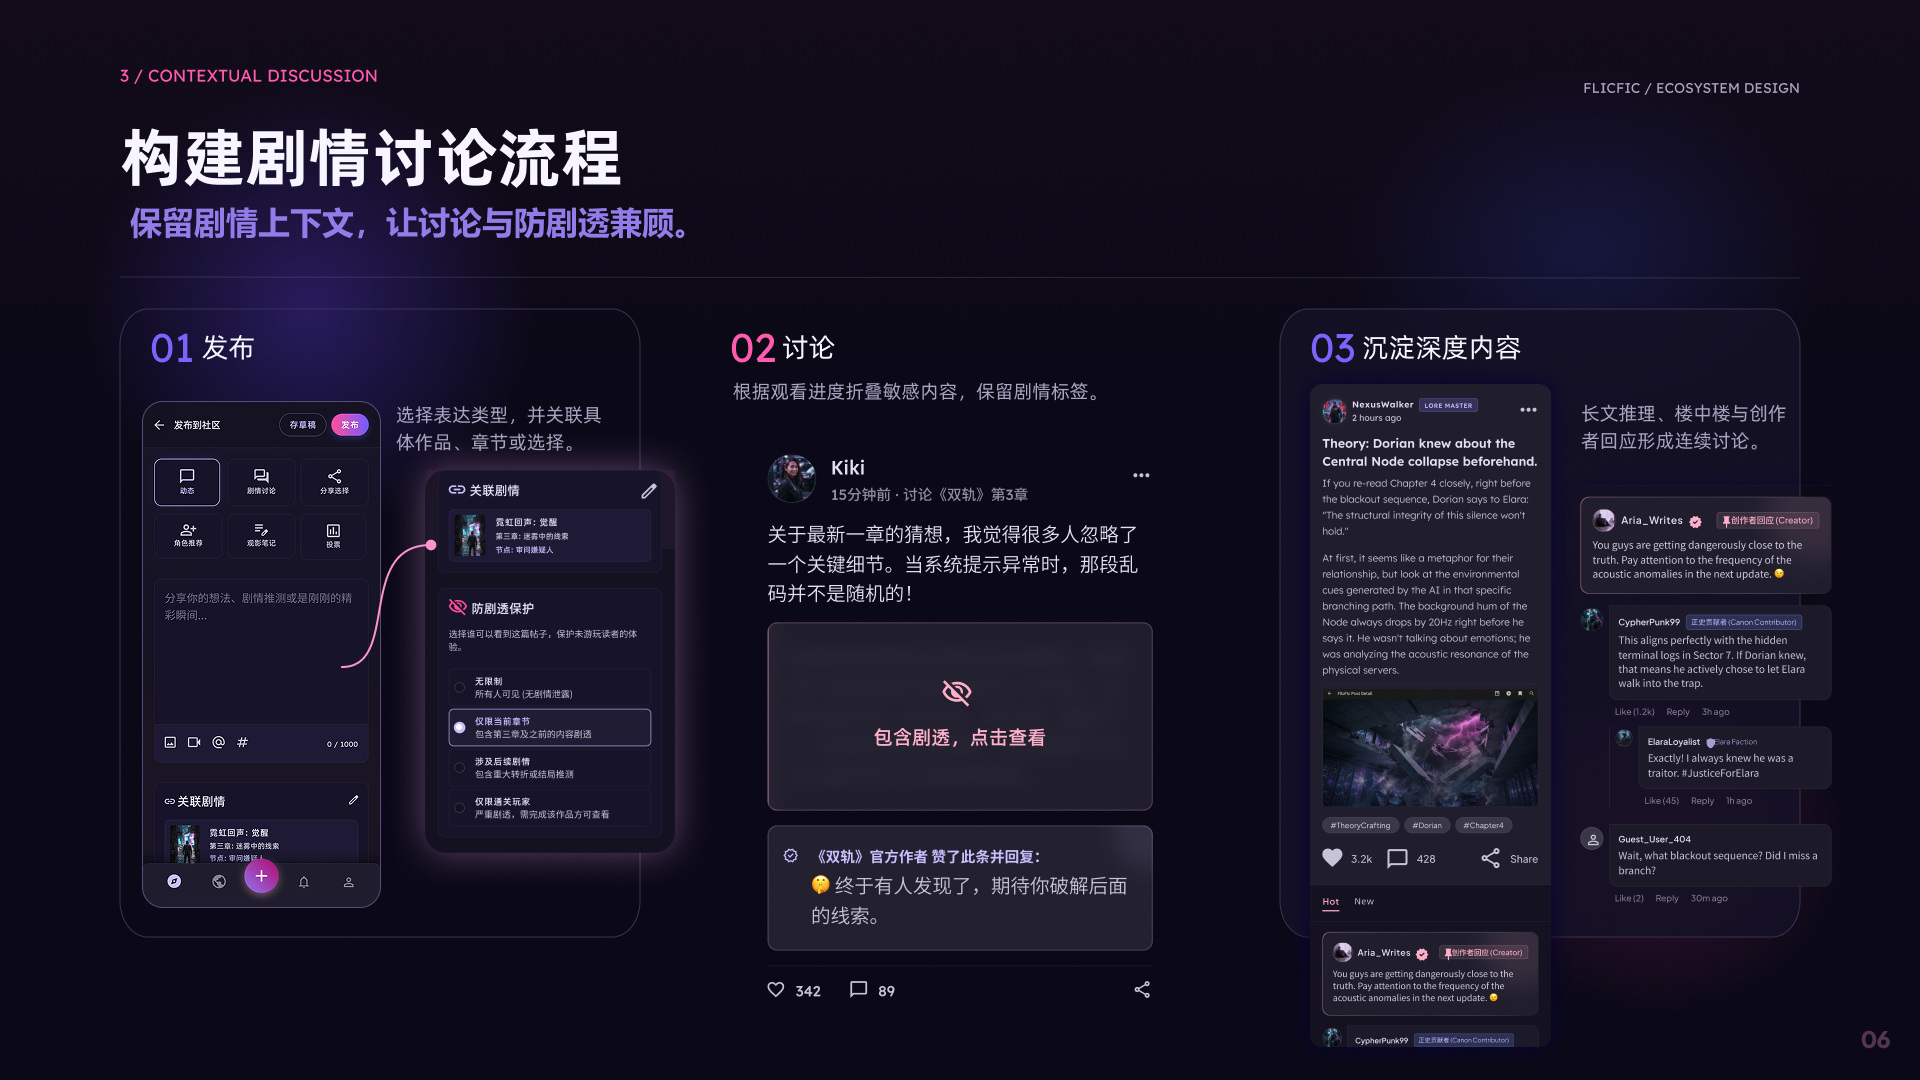 3 / CONTEXTUAL DISCUSSION
FLICFIC / ECOSYSTEM DESIGN
构建剧情讨论流程
保留剧情上下文，让讨论与防剧透兼顾。
01 发布
发布到社区
存草稿
发布
动态
剧情讨论
分享选择
角色推荐
观影笔记
投票
分享你的想法、剧情推测或是刚刚的精
彩瞬间...
0 / 1000
关联剧情
霓虹回声: 觉醒
第三章: 迷雾中的线索
节点: 审问嫌疑人
选择表达类型，并关联具
体作品、章节或选择。
关联剧情
霓虹回声: 觉醒
第三章: 迷雾中的线索
节点: 审问嫌疑人
防剧透保护
选择谁可以看到这篇帖子，保护未游玩读者的体
验。
无限制
所有人可见 (无剧情泄露)
仅限当前章节
包含第三章及之前的内容剧透
涉及后续剧情
包含重大转折或结局推测
仅限通关玩家
严重剧透，需完成该作品方可查看
02 讨论
根据观看进度折叠敏感内容，保留剧情标签。
Kiki
15分钟前 · 讨论《双轨》第3章
关于最新一章的猜想，我觉得很多人忽略了
一个关键细节。当系统提示异常时，那段乱
码并不是随机的！
包含剧透，点击查看
《双轨》官方作者 赞了此条并回复：
🤫 终于有人发现了，期待你破解后面
的线索。
342
89
03 沉淀深度内容
NexusWalker LORE MASTER
2 hours ago
Theory: Dorian knew about the
Central Node collapse beforehand.
If you re-read Chapter 4 closely, right before
the blackout sequence, Dorian says to Elara:
"The structural integrity of this silence won't
hold."
At first, it seems like a metaphor for their
relationship, but look at the environmental
cues generated by the AI in that specific
branching path. The background hum of the
Node always drops by 20Hz right before he
says it. He wasn't talking about emotions; he
was analyzing the acoustic resonance of the
physical servers.
FlicFic Post Detail
#TheoryCrafting
#Dorian
#Chapter4
3.2k
428
Share
Hot
New
Aria_Writes 创作者回应 (Creator)
You guys are getting dangerously close to the
truth. Pay attention to the frequency of the
acoustic anomalies in the next update. 😉
CypherPunk99 正史贡献者 (Canon Contributor)
长文推理、楼中楼与创作
者回应形成连续讨论。
Aria_Writes 创作者回应 (Creator)
You guys are getting dangerously close to the
truth. Pay attention to the frequency of the
acoustic anomalies in the next update. 😉
CypherPunk99 正史贡献者 (Canon Contributor)
This aligns perfectly with the hidden
terminal logs in Sector 7. If Dorian knew,
that means he actively chose to let Elara
walk into the trap.
Like (1.2k) Reply 3h ago
ElaraLoyalist Elara Faction
Exactly! I always knew he was a
traitor. #JusticeForElara
Like (45) Reply 1h ago
Guest_User_404
Wait, what blackout sequence? Did I miss a
branch?
Like (2) Reply 30m ago
06